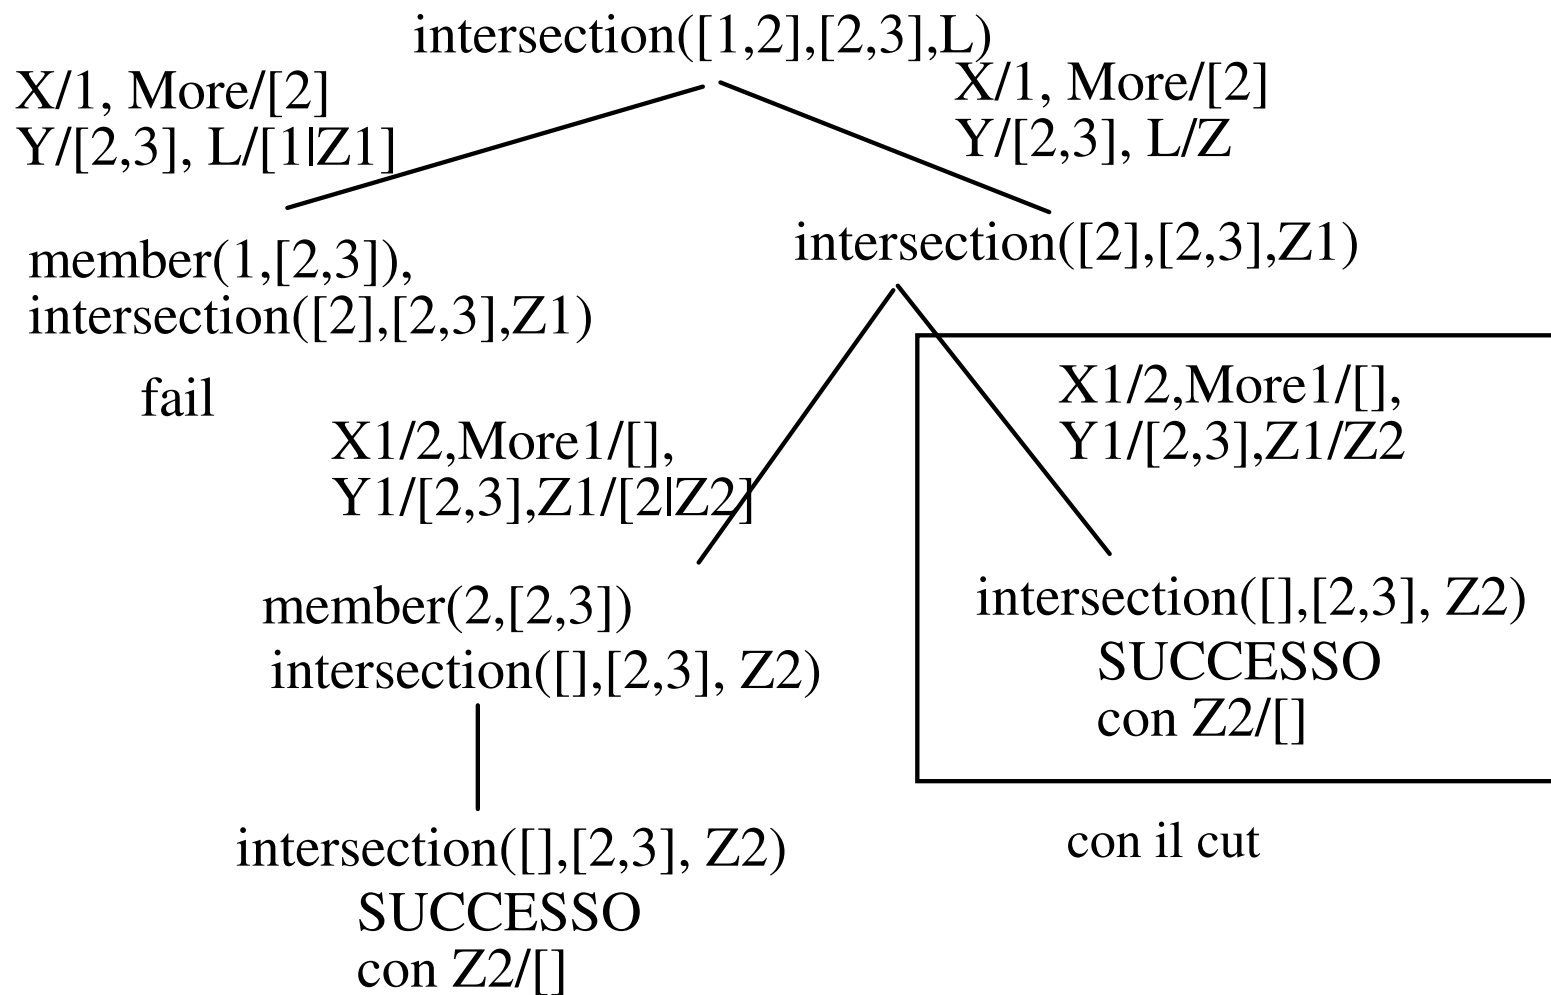 intersection([1,2],[2,3],L)
X/1, More/[2]
Y/[2,3], L/[1|Z1]
X/1, More/[2]
Y/[2,3], L/Z
member(1,[2,3]),
intersection([2],[2,3],Z1)
fail
intersection([2],[2,3],Z1)
X1/2,More1/[],
Y1/[2,3],Z1/[2|Z2]
X1/2,More1/[],
Y1/[2,3],Z1/Z2
member(2,[2,3])
intersection([],[2,3], Z2)
intersection([],[2,3], Z2)
SUCCESSO
con Z2/[]
con il cut
intersection([],[2,3], Z2)
SUCCESSO
con Z2/[]